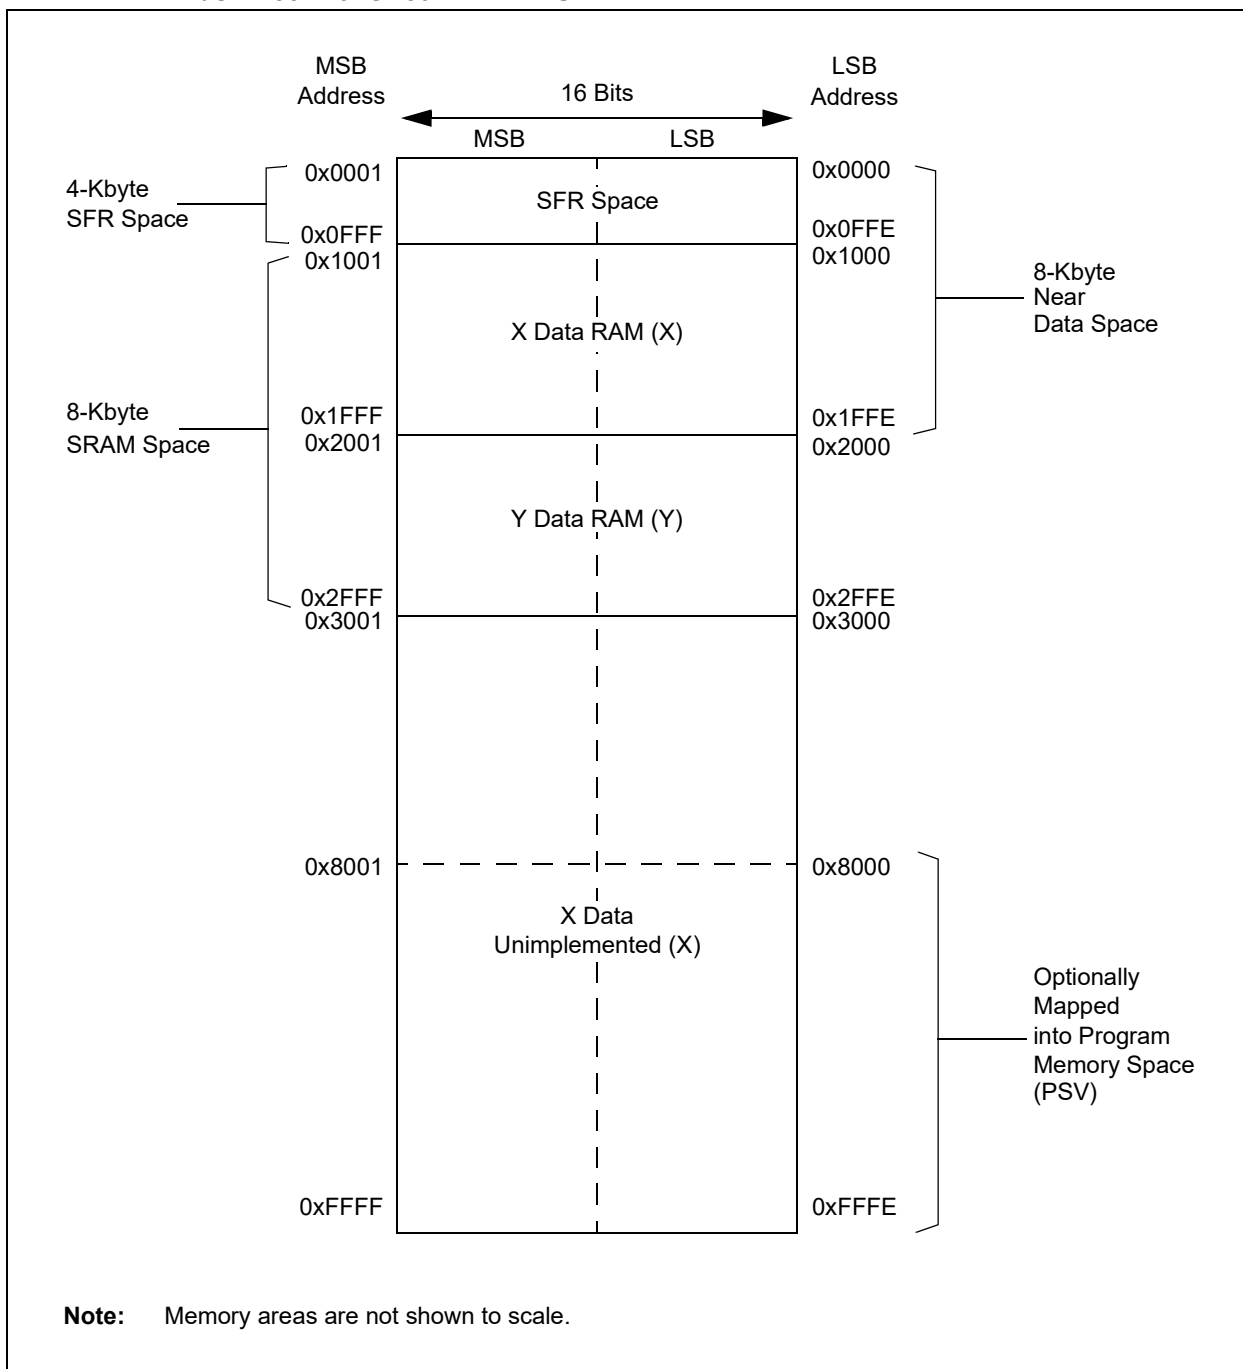 MSB
Address
16 Bits
LSB
Address
MSB
LSB
4-Kbyte
SFR Space
0x0001
0x0FFF
0x1001
SFR Space
0x0000
0x0FFE
0x1000
8-Kbyte
Near
Data Space
X Data RAM (X)
8-Kbyte
SRAM Space
0x1FFF
0x2001
0x1FFE
0x2000
Y Data RAM (Y)
0x2FFF
0x3001
0x2FFE
0x3000
0x8001
0x8000
X Data
Unimplemented (X)
Optionally
Mapped
into Program
Memory Space
(PSV)
0xFFFF
0xFFFE
Note: Memory areas are not shown to scale.